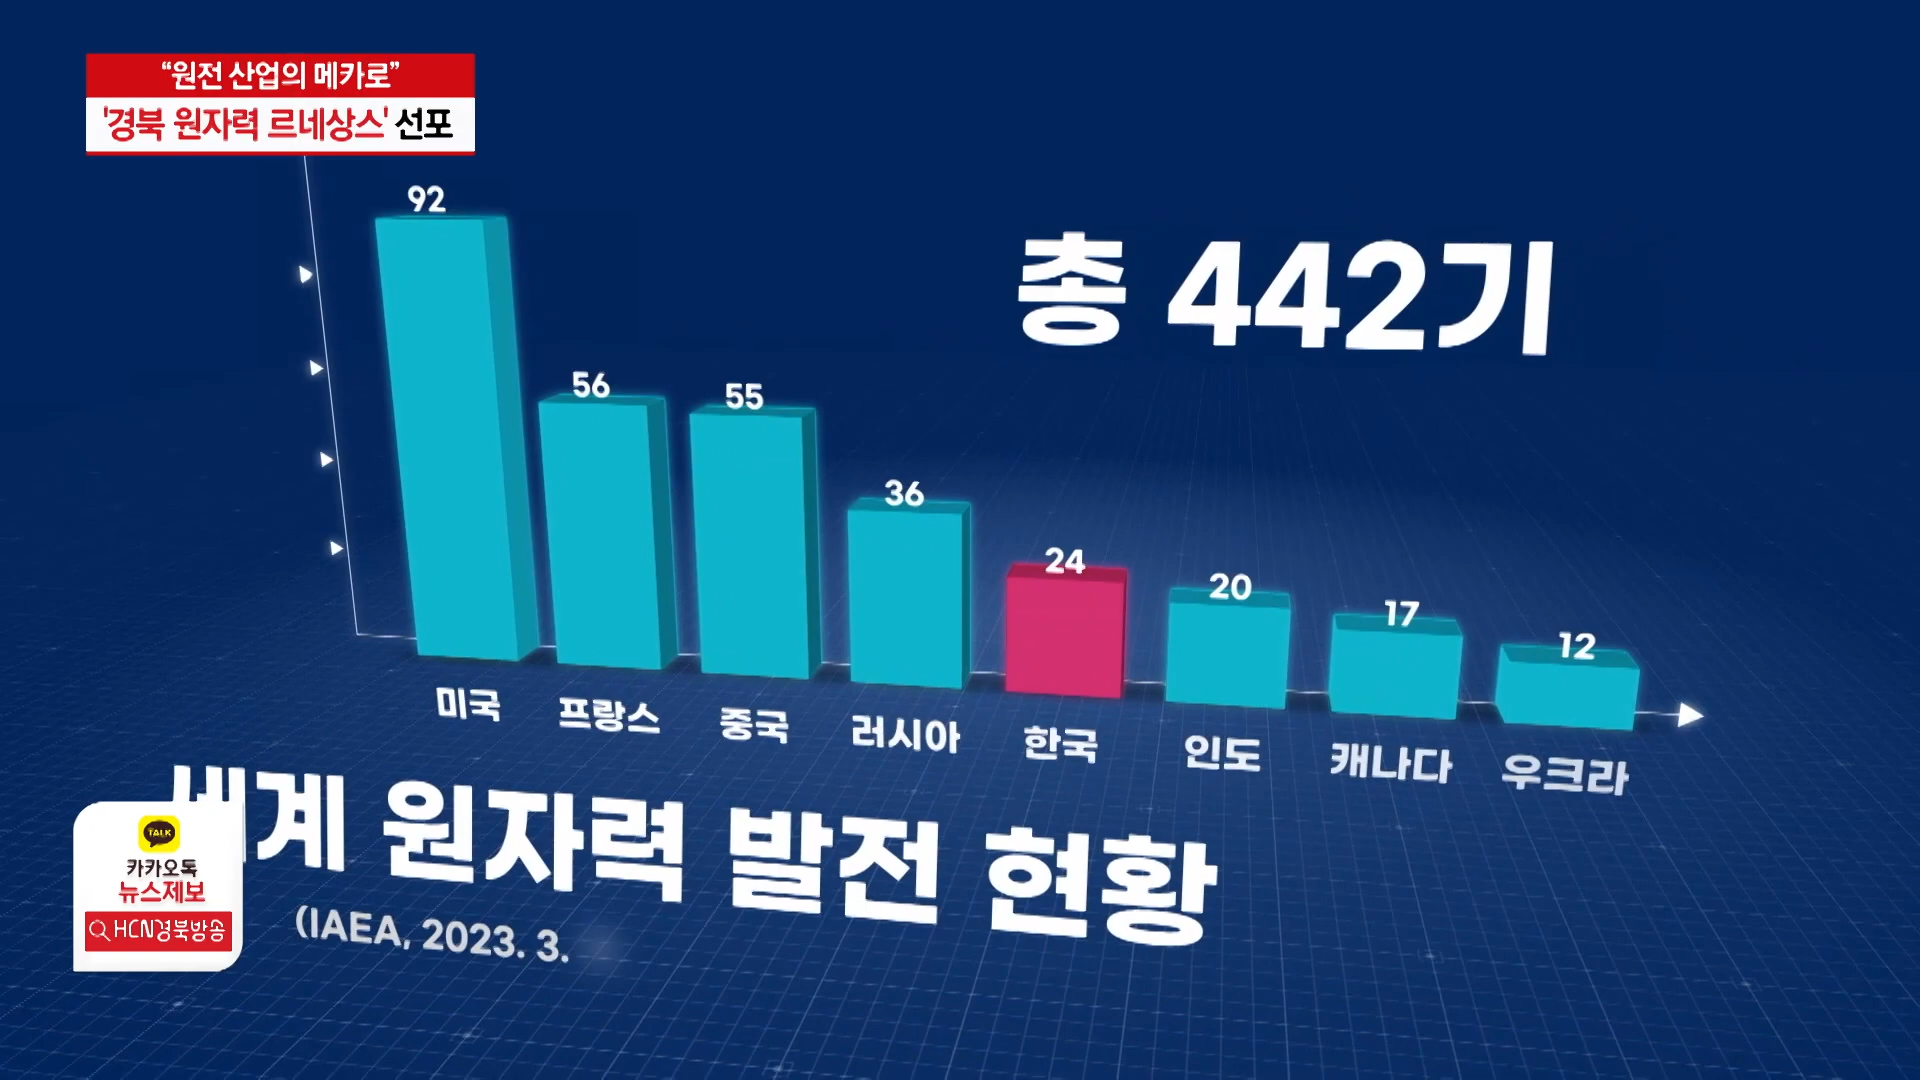 “원전 산업의 메카로”
'경북 원자력 르네상스' 선포
총 442기
92
56
55
36
24
20
17
12
미국
프랑스
중국
러시아
한국
인도
캐나다
우크라
세계 원자력 발전 현황
(IAEA, 2023. 3.
TALK
카카오톡
뉴스제보
HCN경북방송